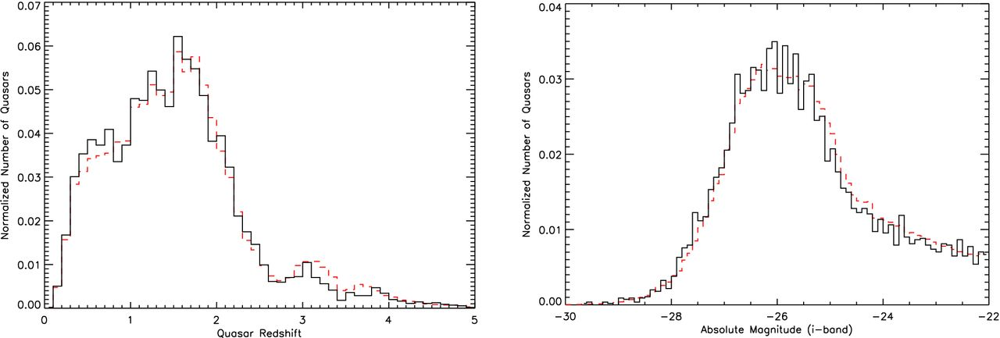 0.07
0.06
0.05
0.04
0.03
0.02
0.01
0.00
Normalized Number of Quasars
0 1 2 3 4 5
Quasar Redshift
0.04
0.03
0.02
0.01
0.00
Normalized Number of Quasars
−30 −28 −26 −24 −22
Absolute Magnitude (i−band)